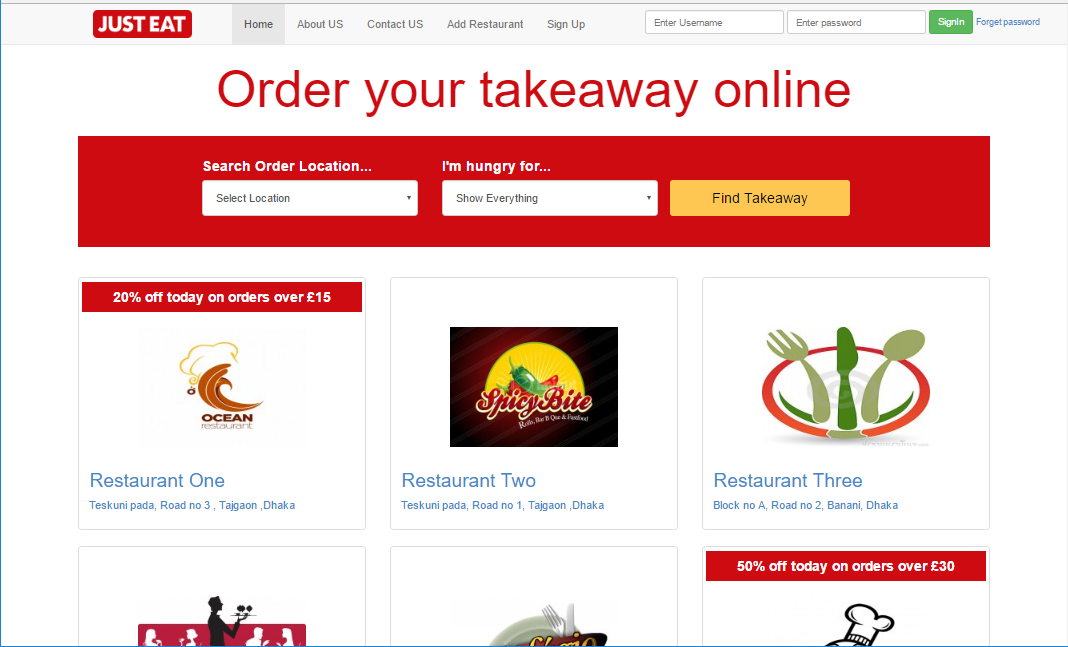 JUST EAT
Home
About US
Contact US
Add Restaurant
Sign Up
Enter Username
Enter password
SignIn
Forget password
Order your takeaway online
Search Order Location...
I'm hungry for...
Select Location
Show Everything
Find Takeaway
20% off today on orders over £15
OCEAN
restaurant
SpicyBite
Rolls, Bar B Que & Fastfood
Restaurant One
Restaurant Two
Restaurant Three
Teskuni pada, Road no 3 , Tajgaon ,Dhaka
Teskuni pada, Road no 1, Tajgaon ,Dhaka
Block no A, Road no 2, Banani, Dhaka
50% off today on orders over £30